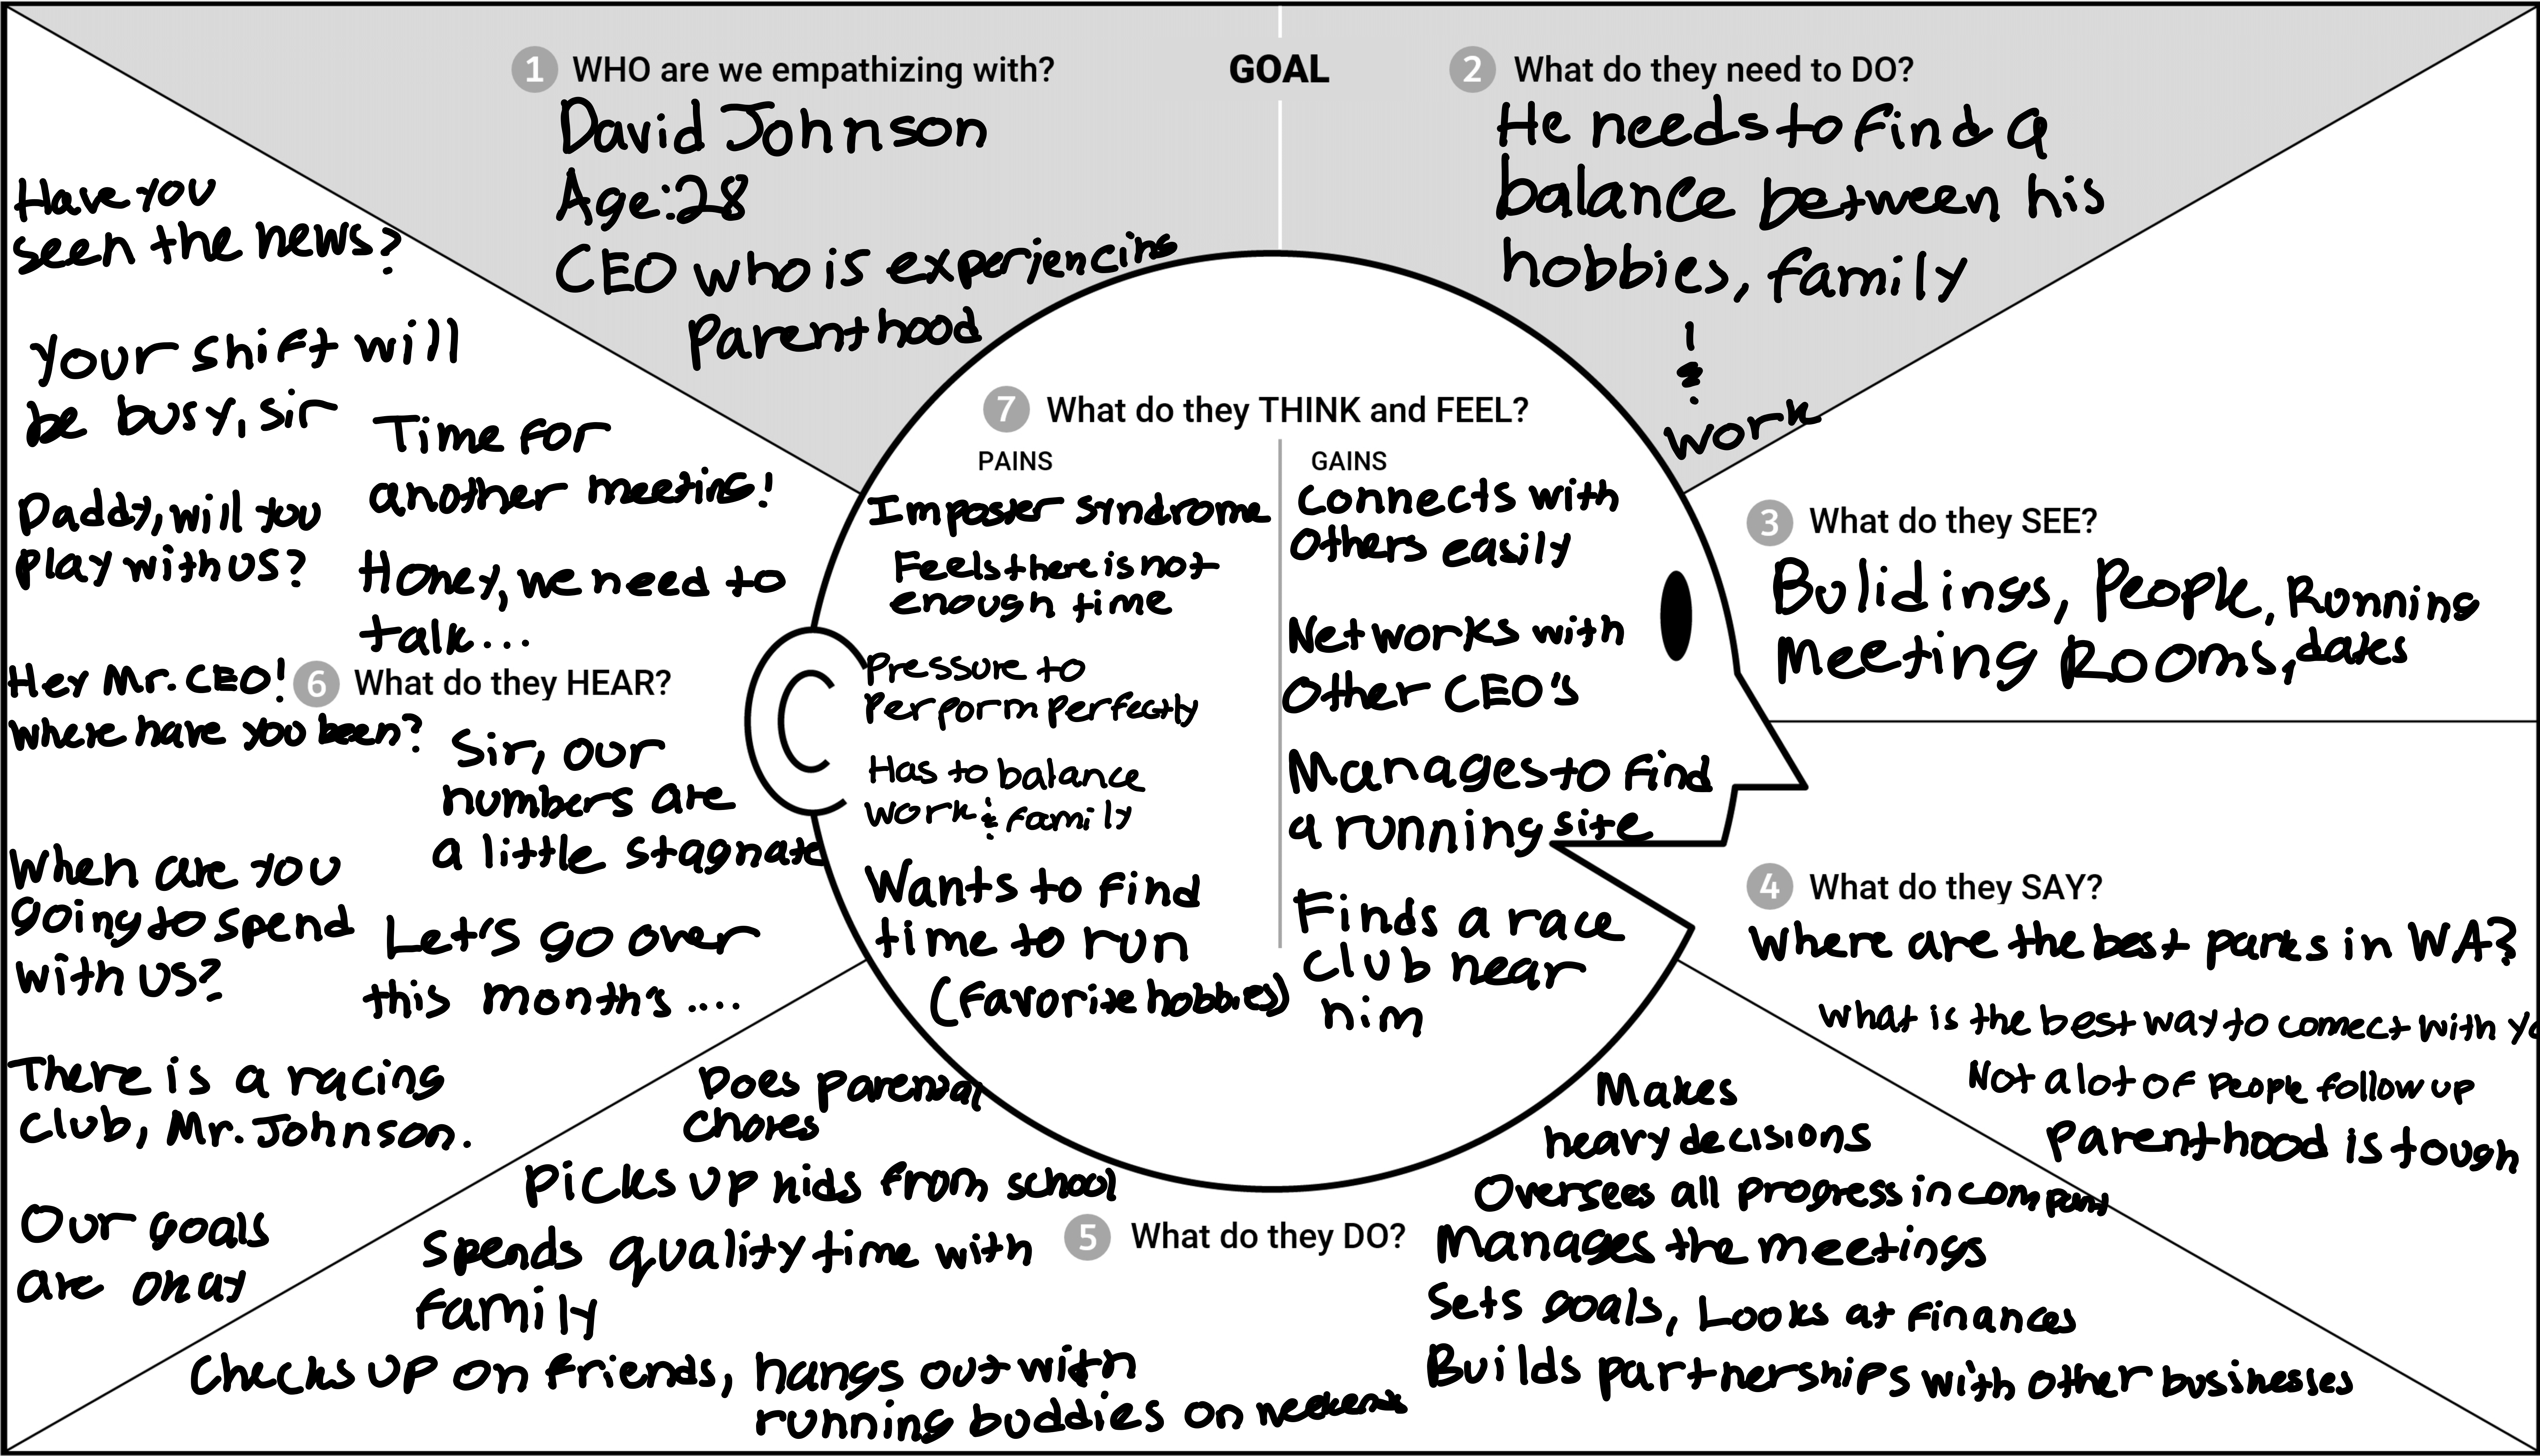 1 WHO are we empathizing with?
David Johnson
Age:28
CEO who is experiencing
Parenthood
GOAL
2 What do they need to DO?
He needs to find a
balance between his
hobbies, family
&
work
3 What do they SEE?
Bulidings, People, Running
Meeting Rooms, dates
4 What do they SAY?
Where are the best parks in WA?
What is the best way to connect with
Not a lot of people follow up
Parenthood is tough
5 What do they DO?
Does parental
chores
Picks up kids from school
Spends quality time with
family
Checks up on friends, hangs out with
running buddies on weekends
Makes
heavy decisions
Oversees all progress in company
Manages the meetings
Sets goals, Looks at finances
Builds partnerships with other businesses
6 What do they HEAR?
Have you
seen the news?
Your shift will
be busy, sir
Time for
another meeting!
Daddy, will you
play with us?
Honey, we need to
talk...
Hey Mr. CEO!
Where have you been?
Sir, our
numbers are
a little stagnate
When are you
going to spend
with us?
Let's go over
this month's ....
There is a racing
club, Mr. Johnson.
Our goals
are okay
7 What do they THINK and FEEL?
PAINS
Imposter syndrome
Feels there is not
enough time
Pressure to
Perform perfectly
Has to balance
work & family
Wants to find
time to run
(Favorite hobbies)
GAINS
Connects with
Others easily
Networks with
Other CEO's
Manages to find
a running site
Finds a race
club near
him